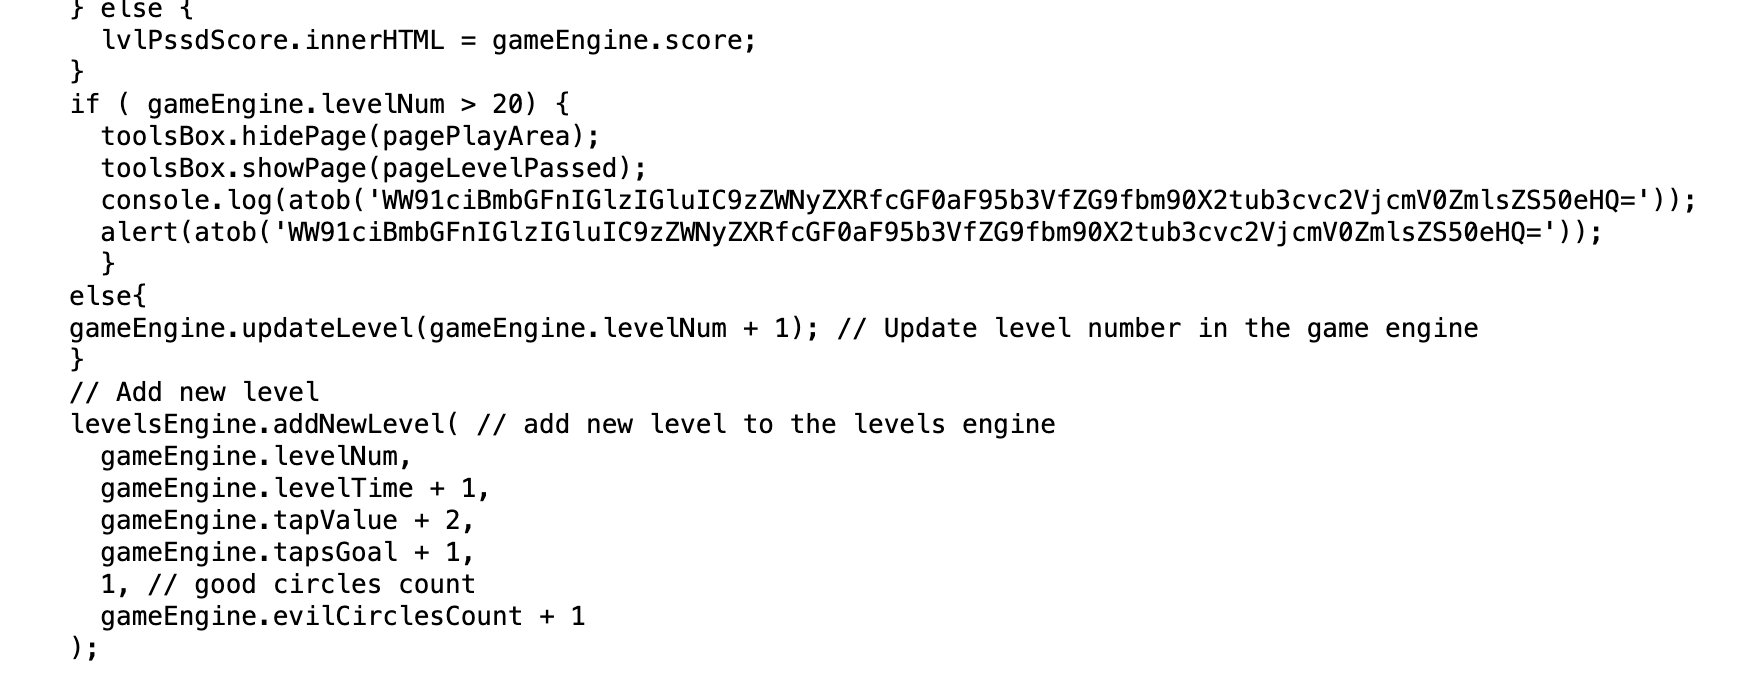 } else {
lvlPssdScore.innerHTML = gameEngine.score;
}
if ( gameEngine.levelNum > 20) {
toolsBox.hidePage(pagePlayArea);
toolsBox.showPage(pageLevelPassed);
console.log(atob('WW91ciBmbGFnIGlzIGluIC9zZWNyZXRfcGF0aF95b3VfZG9fbm90X2tub3cvc2VjcmV0ZmlsZS50eHQ='));
alert(atob('WW91ciBmbGFnIGlzIGluIC9zZWNyZXRfcGF0aF95b3VfZG9fbm90X2tub3cvc2VjcmV0ZmlsZS50eHQ='));
}
else{
gameEngine.updateLevel(gameEngine.levelNum + 1); // Update level number in the game engine
}
// Add new level
levelsEngine.addNewLevel( // add new level to the levels engine
gameEngine.levelNum,
gameEngine.levelTime + 1,
gameEngine.tapValue + 2,
gameEngine.tapsGoal + 1,
1, // good circles count
gameEngine.evilCirclesCount + 1
);